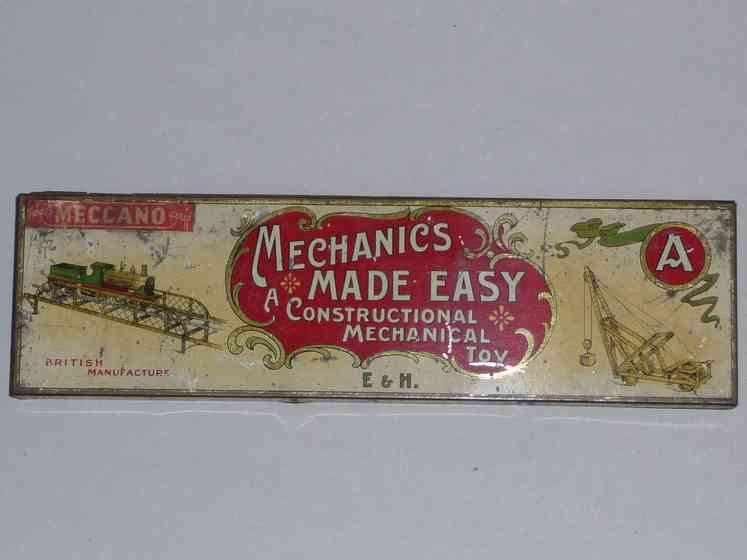 MECCANO
MECHANICS
MADE EASY
A CONSTRUCTIONAL
MECHANICAL
TOY
E & H.
BRITISH
MANUFACTURE
A